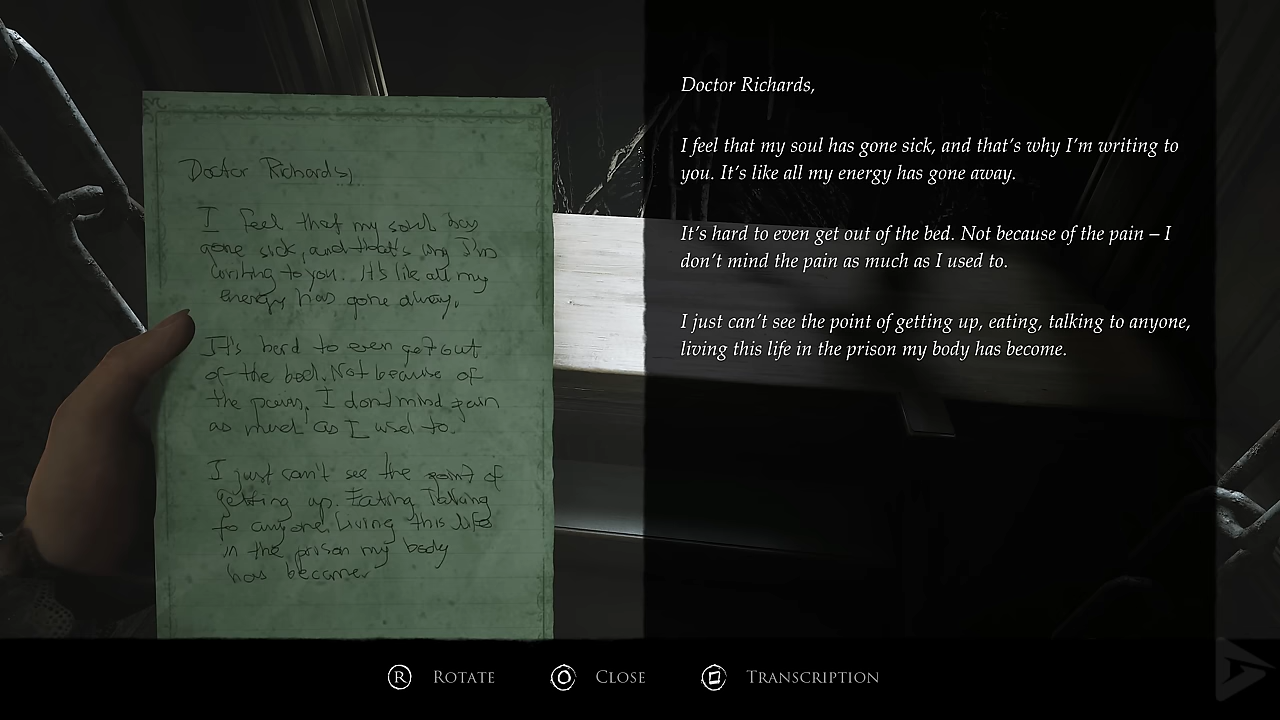 Doctor Richards,
I feel that my soul has
gone sick, and that's why I'm
writing to you. It's like all my
energy has gone away.
It's hard to even get out
of the bed. Not because of
the pain, I don't mind pain
as much as I used to.
I just can't see the point of
getting up. Eating. Talking
to anyone. Living this life
in the prison my body
has become.
Doctor Richards,
I feel that my soul has gone sick, and that's why I'm writing to
you. It's like all my energy has gone away.
It's hard to even get out of the bed. Not because of the pain – I
don't mind the pain as much as I used to.
I just can't see the point of getting up, eating, talking to anyone,
living this life in the prison my body has become.
R ROTATE CLOSE TRANSCRIPTION